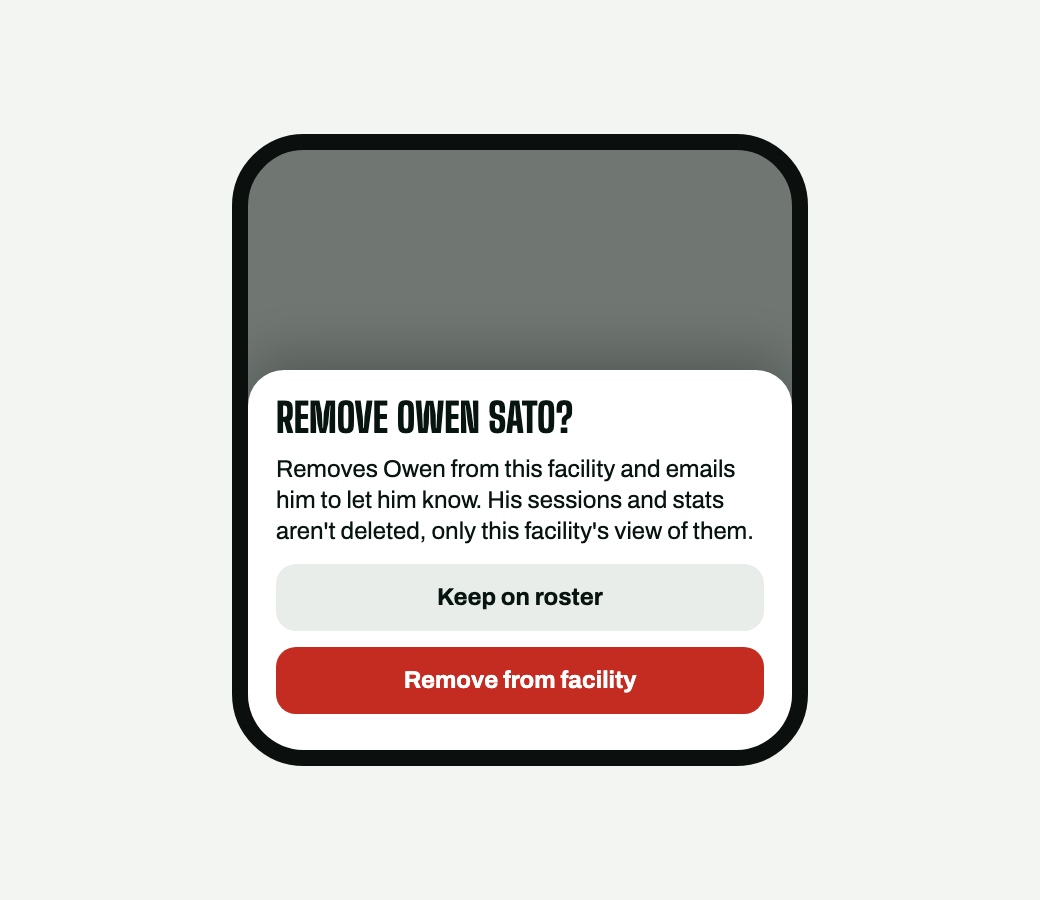 REMOVE OWEN SATO?
Removes Owen from this facility and emails
him to let him know. His sessions and stats
aren't deleted, only this facility's view of them.
Keep on roster
Remove from facility